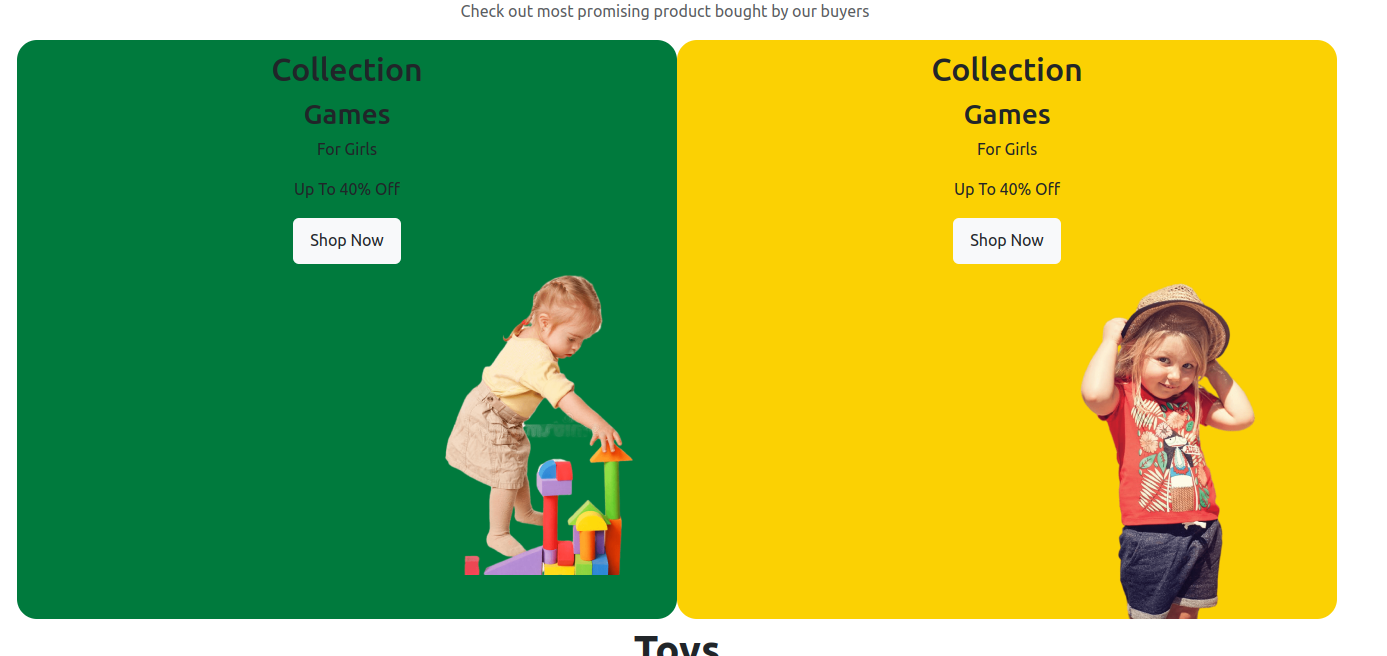 Check out most promising product bought by our buyers
Collection
Games
For Girls
Up To 40% Off
Shop Now
Collection
Games
For Girls
Up To 40% Off
Shop Now
Toys